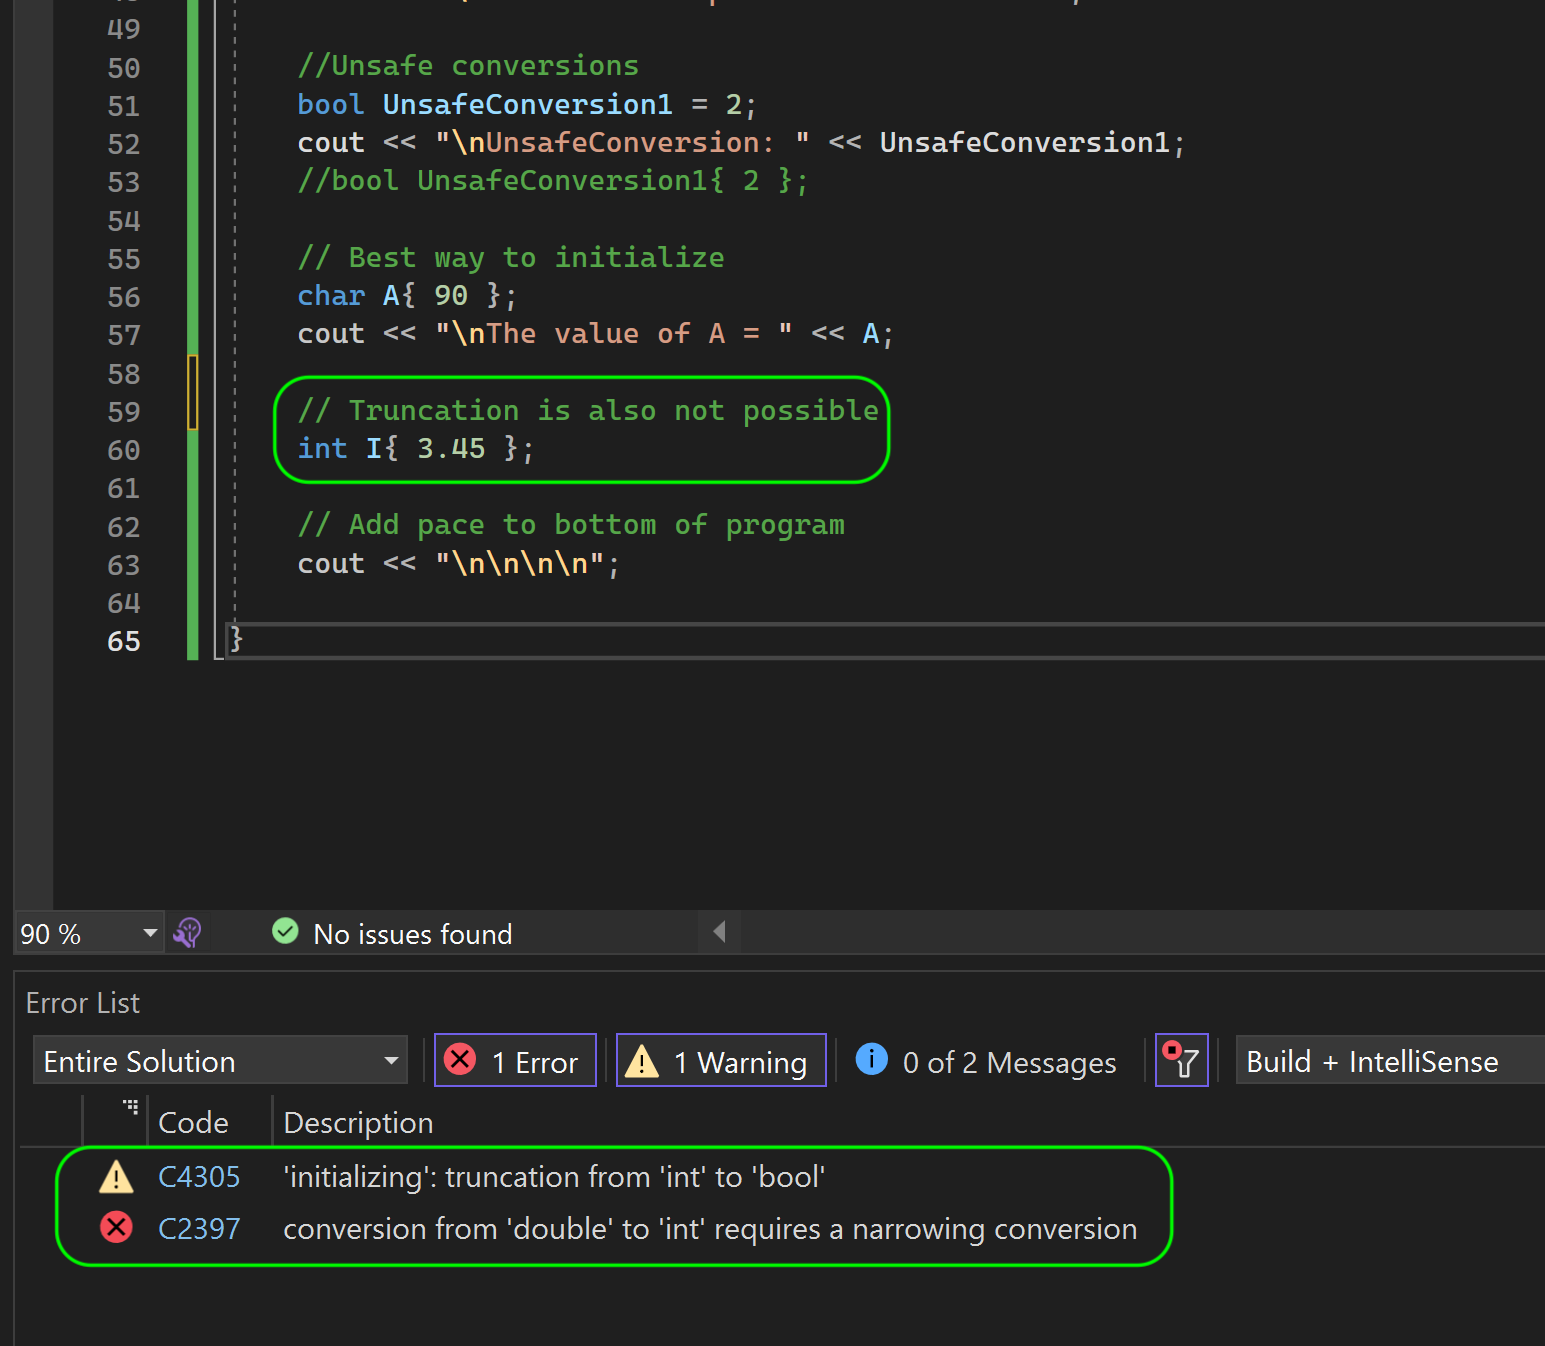 49
50 //Unsafe conversions
51 bool UnsafeConversion1 = 2;
52 cout << "\nUnsafeConversion: " << UnsafeConversion1;
53 //bool UnsafeConversion1{ 2 };
54
55 // Best way to initialize
56 char A{ 90 };
57 cout << "\nThe value of A = " << A;
58
59 // Truncation is also not possible
60 int I{ 3.45 };
61
62 // Add pace to bottom of program
63 cout << "\n\n\n\n";
64
65 }
90 % No issues found
Error List
Entire Solution 1 Error 1 Warning 0 of 2 Messages Build + IntelliSense
Code Description
C4305 'initializing': truncation from 'int' to 'bool'
C2397 conversion from 'double' to 'int' requires a narrowing conversion